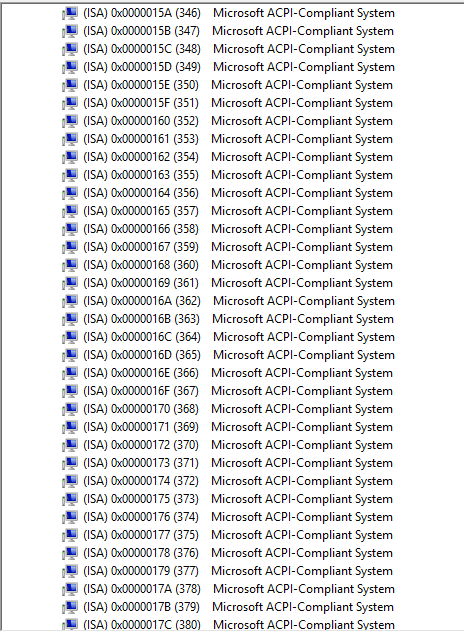 (ISA) 0x0000015A (346) Microsoft ACPI-Compliant System
(ISA) 0x0000015B (347) Microsoft ACPI-Compliant System
(ISA) 0x0000015C (348) Microsoft ACPI-Compliant System
(ISA) 0x0000015D (349) Microsoft ACPI-Compliant System
(ISA) 0x0000015E (350) Microsoft ACPI-Compliant System
(ISA) 0x0000015F (351) Microsoft ACPI-Compliant System
(ISA) 0x00000160 (352) Microsoft ACPI-Compliant System
(ISA) 0x00000161 (353) Microsoft ACPI-Compliant System
(ISA) 0x00000162 (354) Microsoft ACPI-Compliant System
(ISA) 0x00000163 (355) Microsoft ACPI-Compliant System
(ISA) 0x00000164 (356) Microsoft ACPI-Compliant System
(ISA) 0x00000165 (357) Microsoft ACPI-Compliant System
(ISA) 0x00000166 (358) Microsoft ACPI-Compliant System
(ISA) 0x00000167 (359) Microsoft ACPI-Compliant System
(ISA) 0x00000168 (360) Microsoft ACPI-Compliant System
(ISA) 0x00000169 (361) Microsoft ACPI-Compliant System
(ISA) 0x0000016A (362) Microsoft ACPI-Compliant System
(ISA) 0x0000016B (363) Microsoft ACPI-Compliant System
(ISA) 0x0000016C (364) Microsoft ACPI-Compliant System
(ISA) 0x0000016D (365) Microsoft ACPI-Compliant System
(ISA) 0x0000016E (366) Microsoft ACPI-Compliant System
(ISA) 0x0000016F (367) Microsoft ACPI-Compliant System
(ISA) 0x00000170 (368) Microsoft ACPI-Compliant System
(ISA) 0x00000171 (369) Microsoft ACPI-Compliant System
(ISA) 0x00000172 (370) Microsoft ACPI-Compliant System
(ISA) 0x00000173 (371) Microsoft ACPI-Compliant System
(ISA) 0x00000174 (372) Microsoft ACPI-Compliant System
(ISA) 0x00000175 (373) Microsoft ACPI-Compliant System
(ISA) 0x00000176 (374) Microsoft ACPI-Compliant System
(ISA) 0x00000177 (375) Microsoft ACPI-Compliant System
(ISA) 0x00000178 (376) Microsoft ACPI-Compliant System
(ISA) 0x00000179 (377) Microsoft ACPI-Compliant System
(ISA) 0x0000017A (378) Microsoft ACPI-Compliant System
(ISA) 0x0000017B (379) Microsoft ACPI-Compliant System
(ISA) 0x0000017C (380) Microsoft ACPI-Compliant System